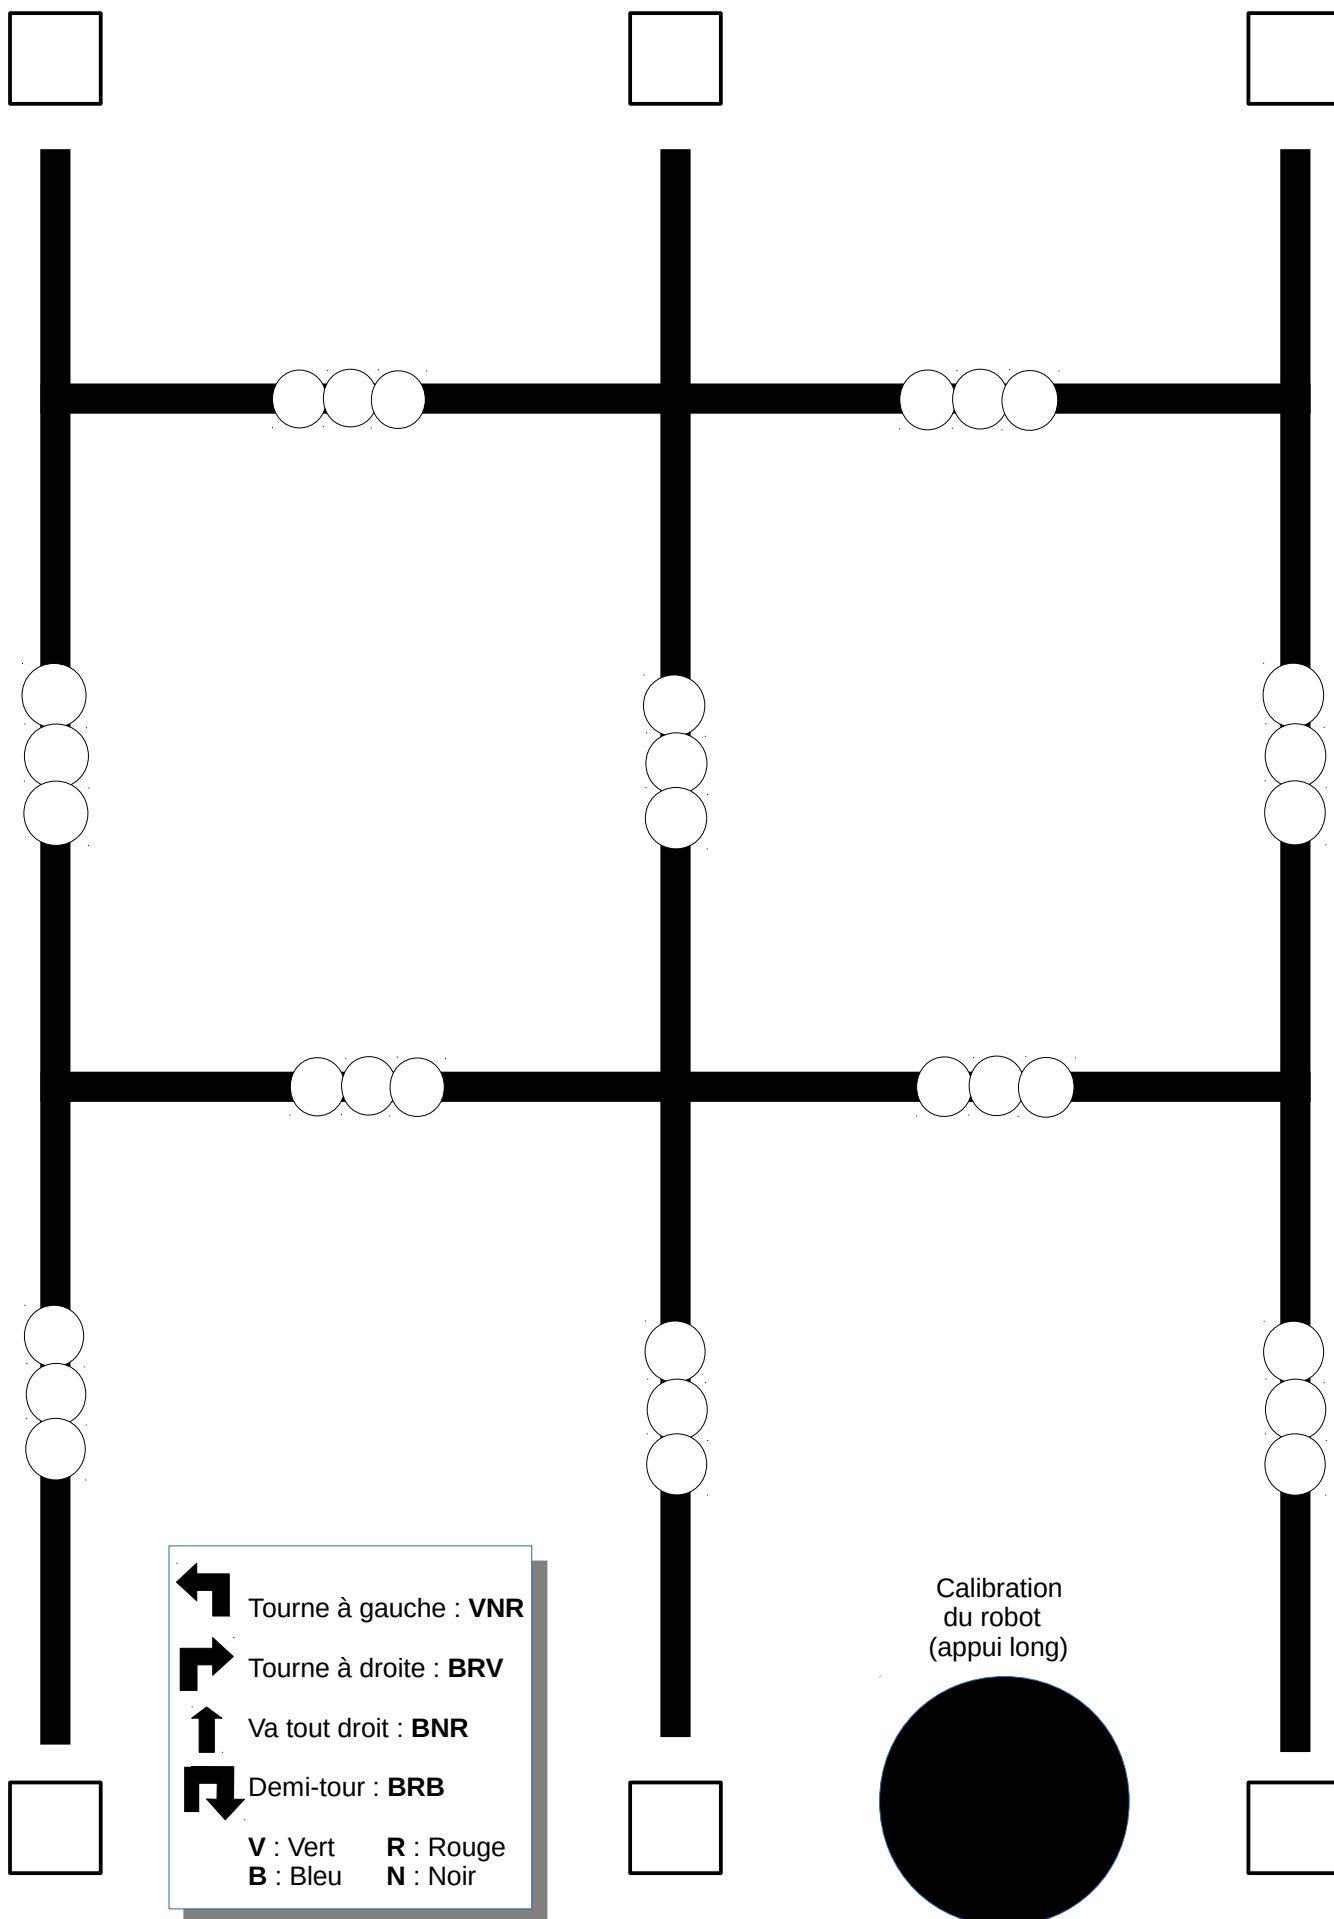 Tourne à gauche : VNR
Tourne à droite : BRV
Va tout droit : BNR
Demi-tour : BRB
V : Vert R : Rouge
B : Bleu N : Noir
Calibration
du robot
(appui long)